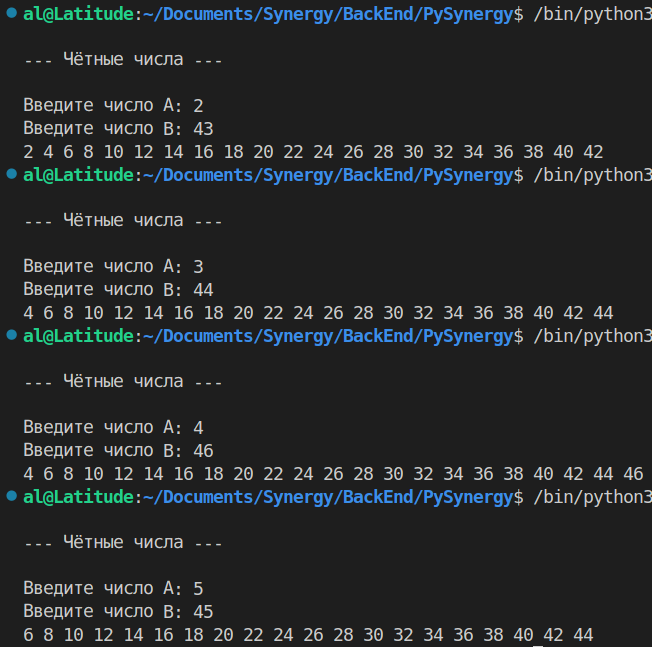 al@Latitude:~/Documents/Synergy/BackEnd/PySynergy$ /bin/python3
--- Чётные числа ---
Введите число A: 2
Введите число B: 43
2 4 6 8 10 12 14 16 18 20 22 24 26 28 30 32 34 36 38 40 42
al@Latitude:~/Documents/Synergy/BackEnd/PySynergy$ /bin/python3
--- Чётные числа ---
Введите число A: 3
Введите число B: 44
4 6 8 10 12 14 16 18 20 22 24 26 28 30 32 34 36 38 40 42 44
al@Latitude:~/Documents/Synergy/BackEnd/PySynergy$ /bin/python3
--- Чётные числа ---
Введите число A: 4
Введите число B: 46
4 6 8 10 12 14 16 18 20 22 24 26 28 30 32 34 36 38 40 42 44 46
al@Latitude:~/Documents/Synergy/BackEnd/PySynergy$ /bin/python3
--- Чётные числа ---
Введите число A: 5
Введите число B: 45
6 8 10 12 14 16 18 20 22 24 26 28 30 32 34 36 38 40 42 44